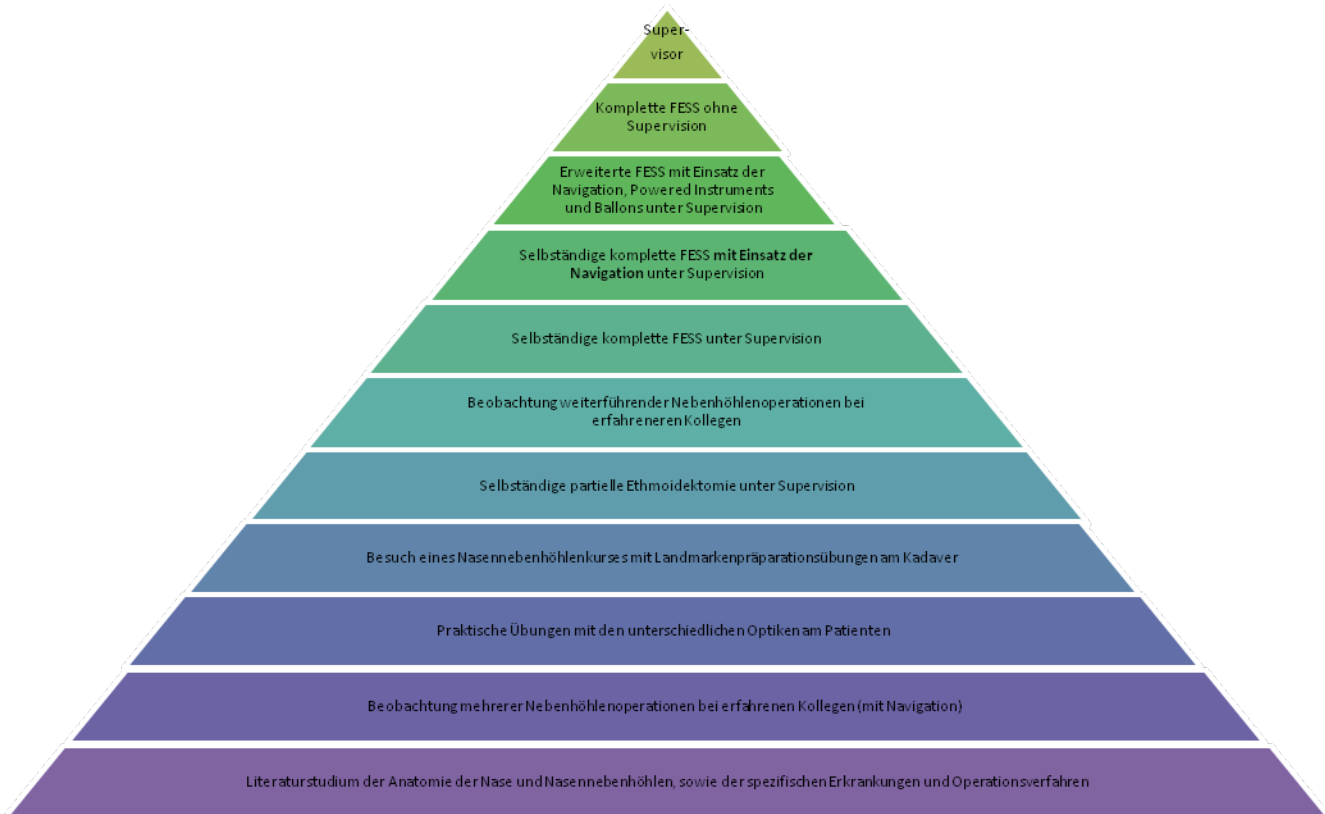 Super-
visor
Komplette FESS ohne
Supervision
Erweiterte FESS mit Einsatz der
Navigation, Powered Instruments
und Ballons unter Supervision
Selbständige komplette FESS mit Einsatz der
Navigation unter Supervision
Selbständige komplette FESS unter Supervision
Beobachtung weiterführender Nebenhöhlenoperationen bei
erfahreneren Kollegen
Selbständige partielle Ethmoidektomie unter Supervision
Besuch eines Nasennebenhöhlenkurses mit Landmarkenpräparationsübungen am Kadaver
Praktische Übungen mit den unterschiedlichen Optiken am Patienten
Beobachtung mehrerer Nebenhöhlenoperationen bei erfahrenen Kollegen (mit Navigation)
Literaturstudium der Anatomie der Nase und Nasennebenhöhlen, sowie der spezifischen Erkrankungen und Operationsverfahren